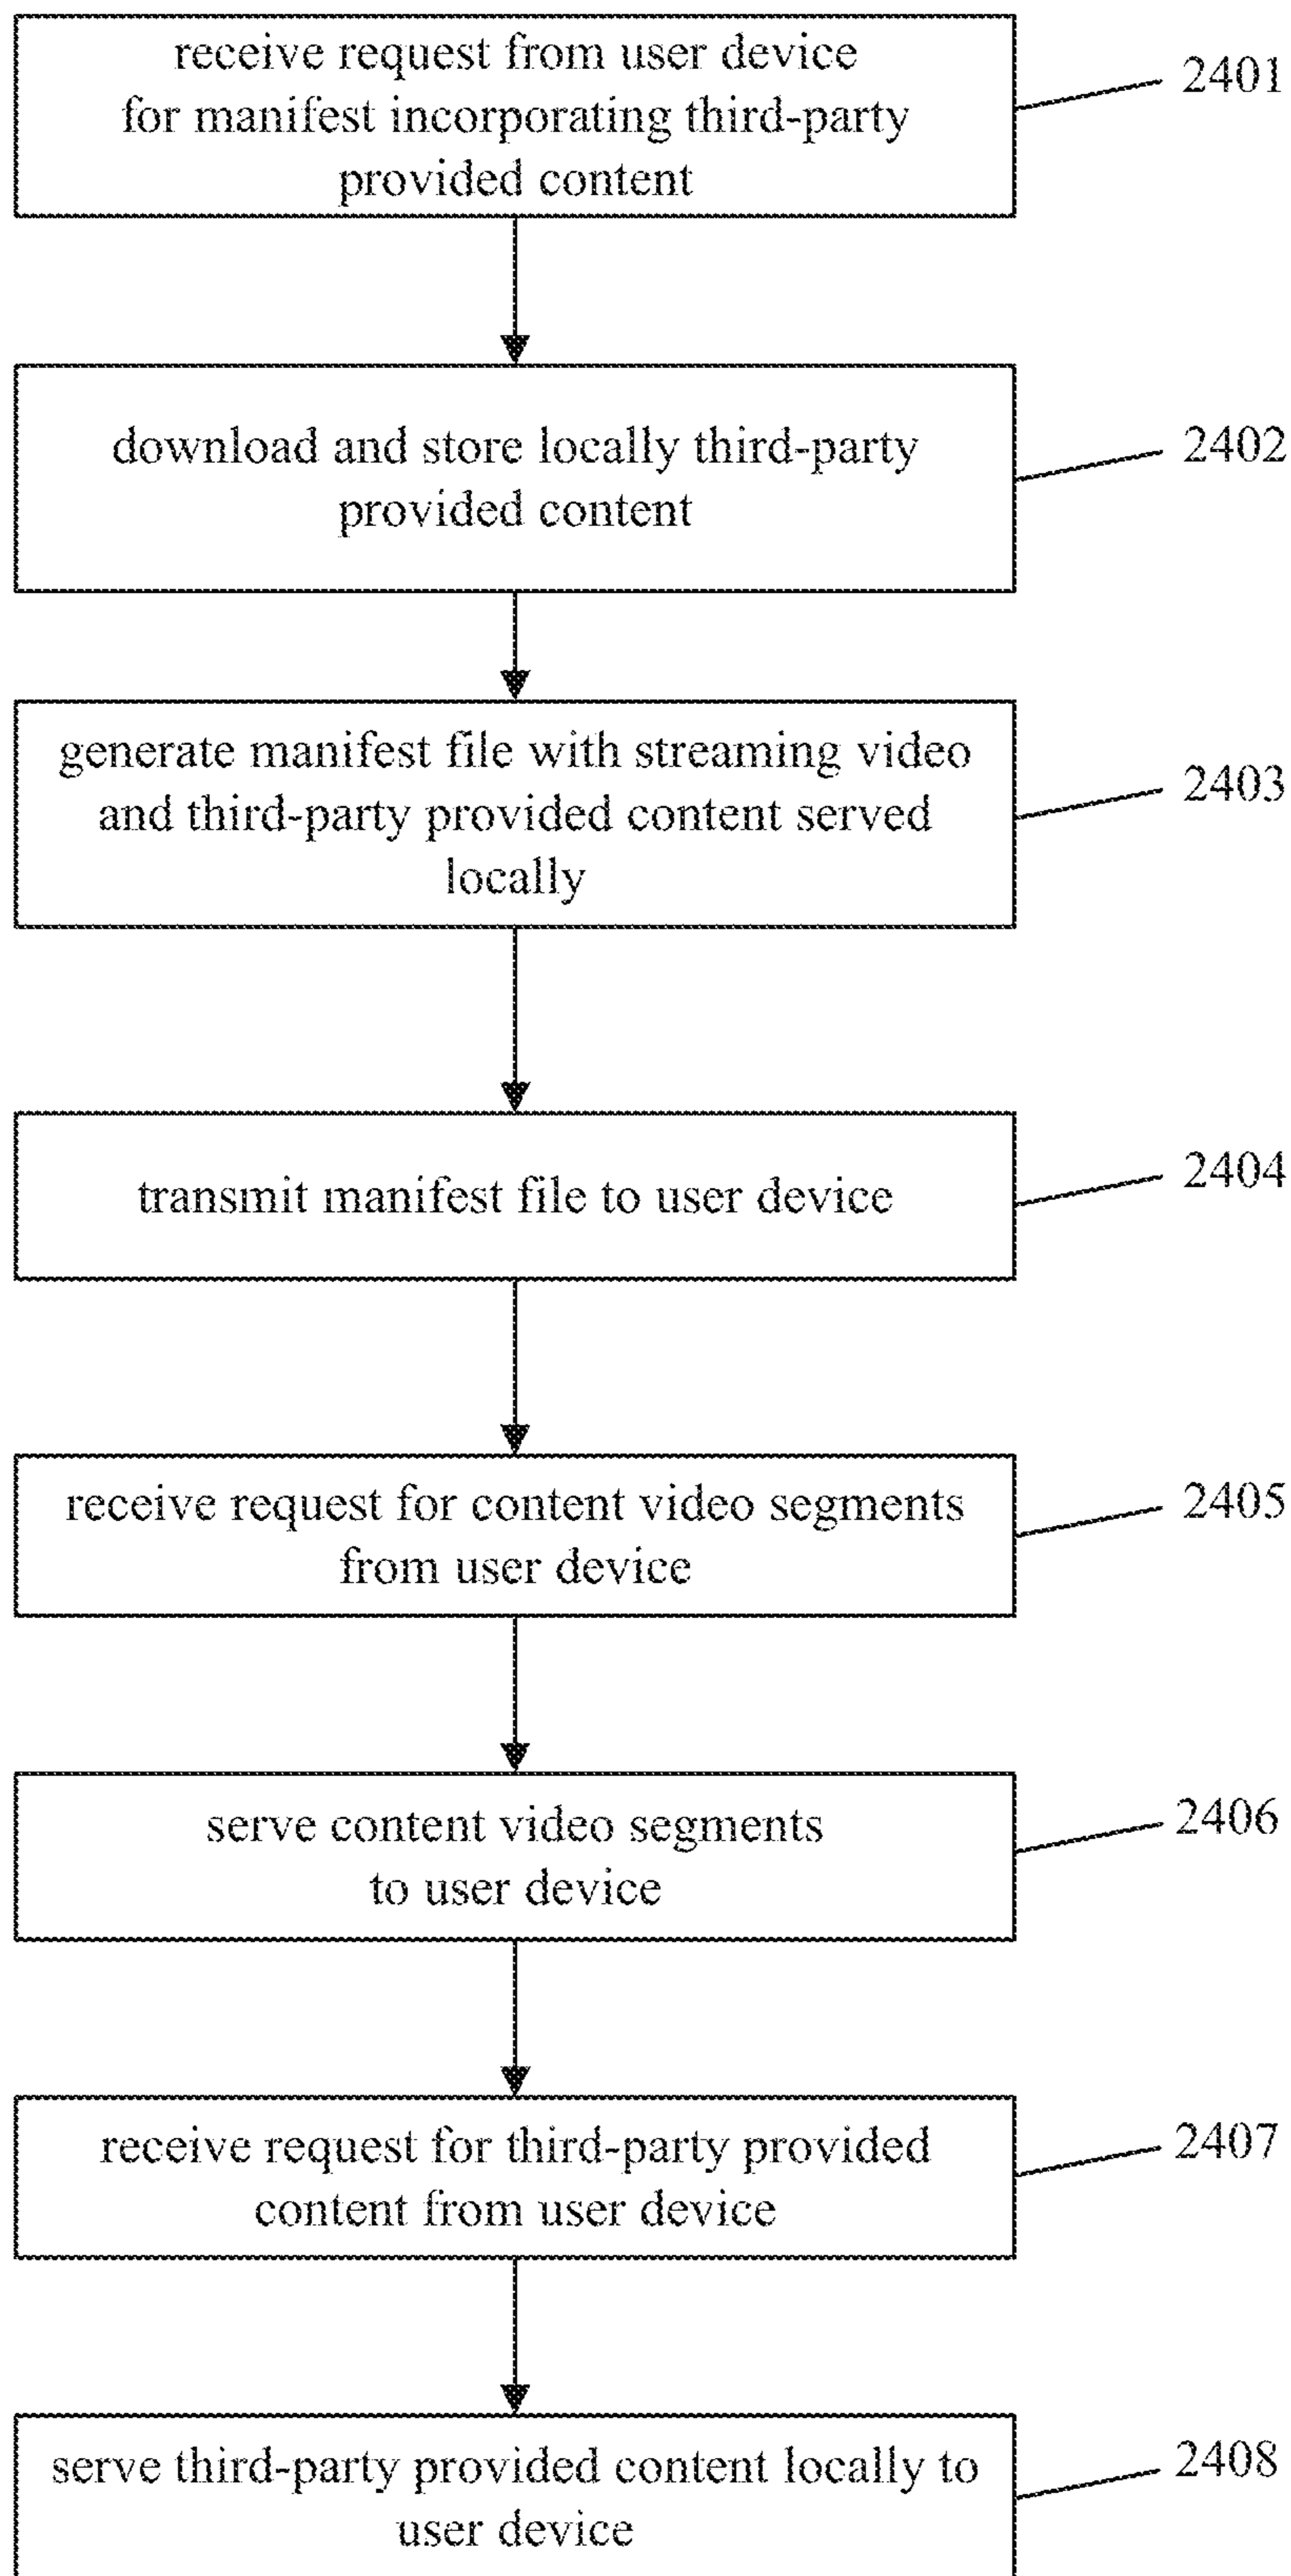 receive request from user device
for manifest incorporating third-party
provided content
2401
download and store locally third-party
provided content
2402
generate manifest file with streaming video
and third-party provided content served
locally
2403
transmit manifest file to user device
2404
receive request for content video segments
from user device
2405
serve content video segments
to user device
2406
receive request for third-party provided
content from user device
2407
serve third-party provided content locally to
user device
2408